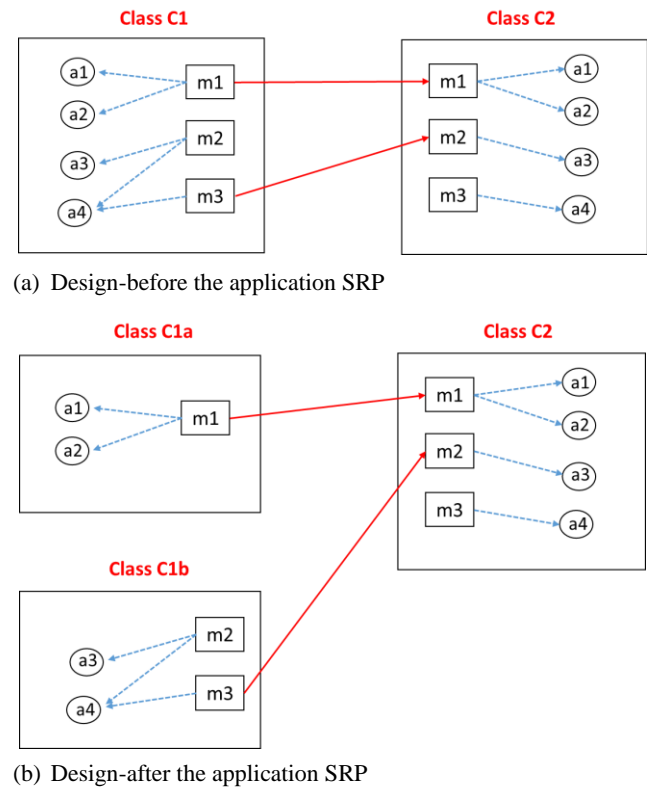 Class C1
Class C2
a1
a2
a3
a4
m1
m2
m3
m1
m2
m3
a1
a2
a3
a4
(a) Design-before the application SRP
Class C1a
a1
a2
m1
Class C2
m1
m2
m3
a1
a2
a3
a4
Class C1b
a3
a4
m2
m3
(b) Design-after the application SRP